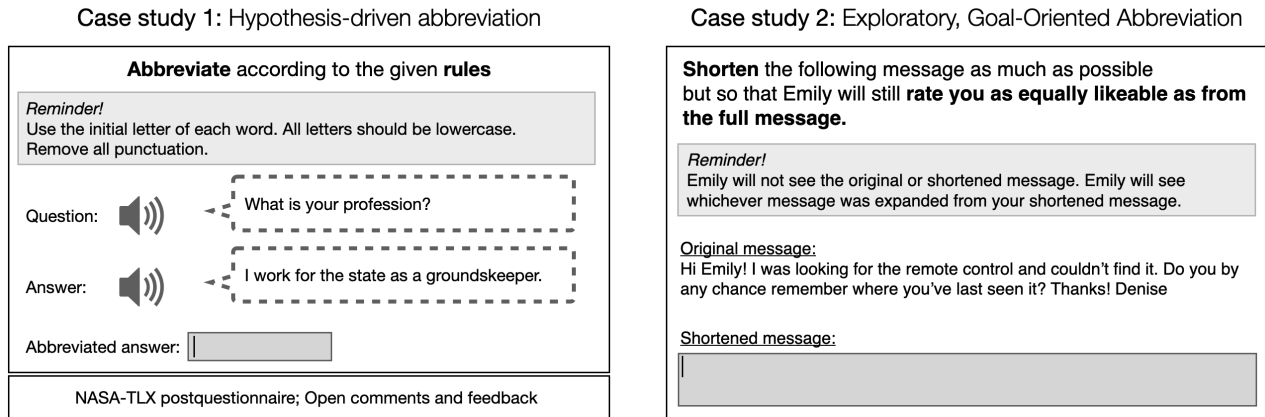 Case study 1: Hypothesis-driven abbreviation
Abbreviate according to the given rules
Reminder!
Use the initial letter of each word. All letters should be lowercase.
Remove all punctuation.
Question:
What is your profession?
Answer:
I work for the state as a groundskeeper.
Abbreviated answer:
NASA-TLX postquestionnaire; Open comments and feedback
Case study 2: Exploratory, Goal-Oriented Abbreviation
Shorten the following message as much as possible
but so that Emily will still rate you as equally likeable as from
the full message.
Reminder!
Emily will not see the original or shortened message. Emily will see
whichever message was expanded from your shortened message.
Original message:
Hi Emily! I was looking for the remote control and couldn’t find it. Do you by
any chance remember where you’ve last seen it? Thanks! Denise
Shortened message: